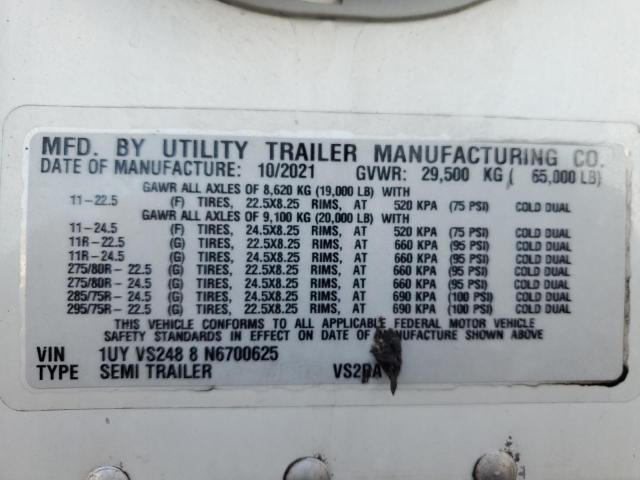 MFD. BY UTILITY TRAILER MANUFACTURING CO.
DATE OF MANUFACTURE: 10/2021 GVWR: 29,500 KG ( 65,000 LB)
GAWR ALL AXLES OF 8,620 KG (19,000 LB) WITH
11-22.5 (F) TIRES, 22.5X8.25 RIMS, AT 520 KPA (75 PSI) COLD DUAL
GAWR ALL AXLES OF 9,100 KG (20,000 LB) WITH
11-24.5 (F) TIRES, 24.5X8.25 RIMS, AT 520 KPA (75 PSI) COLD DUAL
11R-22.5 (G) TIRES, 22.5X8.25 RIMS, AT 660 KPA (95 PSI) COLD DUAL
11R-24.5 (G) TIRES, 24.5X8.25 RIMS, AT 660 KPA (95 PSI) COLD DUAL
275/80R- 22.5 (G) TIRES, 22.5X8.25 RIMS, AT 660 KPA (95 PSI) COLD DUAL
275/80R- 24.5 (G) TIRES, 24.5X8.25 RIMS, AT 660 KPA (95 PSI) COLD DUAL
285/75R- 24.5 (G) TIRES, 24.5X8.25 RIMS, AT 690 KPA (100 PSI) COLD DUAL
295/75R- 22.5 (G) TIRES, 22.5X8.25 RIMS, AT 690 KPA (100 PSI) COLD DUAL
THIS VEHICLE CONFORMS TO ALL APPLICABLE FEDERAL MOTOR VEHICLE
SAFETY STANDARDS IN EFFECT ON DATE OF MANUFACTURE SHOWN ABOVE
VIN 1UY VS248 8 N6700625
TYPE SEMI TRAILER VS2RA